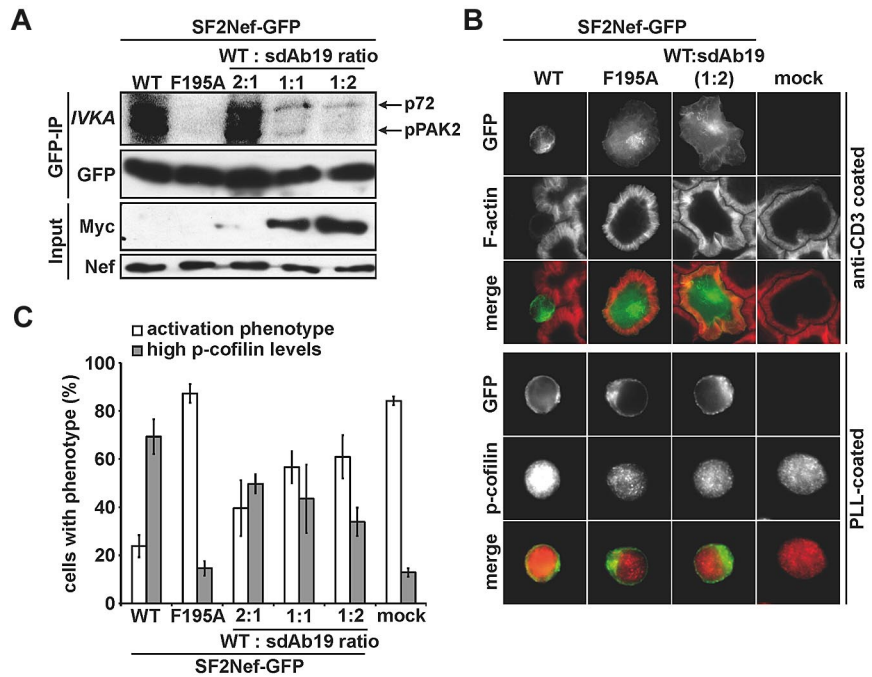 A
SF2Nef-GFP
WT : sdAb19 ratio
WT F195A 2:1 1:1 1:2
GFP-IP
IVKA
p72
pPAK2
GFP
Input
Myc
Nef
B
SF2Nef-GFP
WT:sdAb19
WT F195A (1:2) mock
GFP
F-actin
merge
anti-CD3 coated
GFP
p-cofilin
merge
PLL-coated
C
activation phenotype
high p-cofilin levels
cells with phenotype (%)
100
80
60
40
20
0
WT F195A 2:1 1:1 1:2 mock
WT : sdAb19 ratio
SF2Nef-GFP